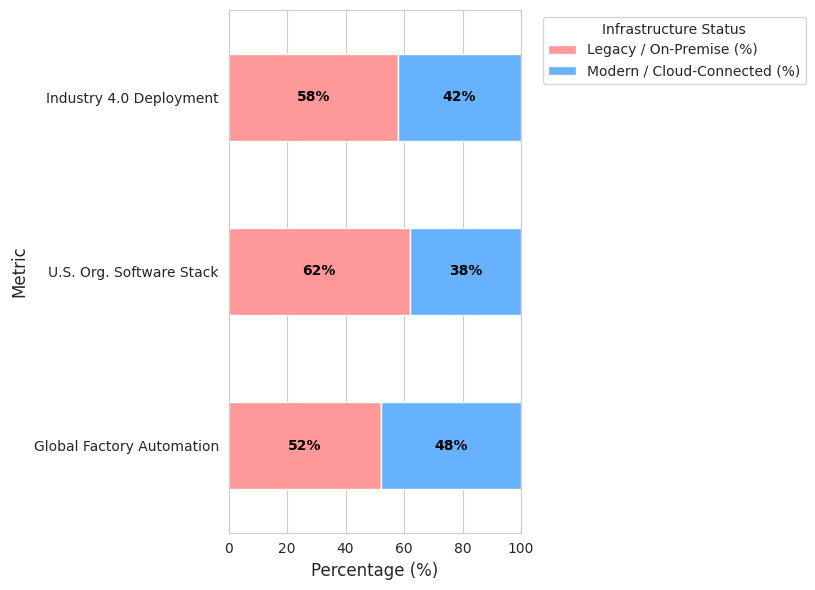 Infrastructure Status
Legacy / On-Premise (%)
Modern / Cloud-Connected (%)
Metric
Industry 4.0 Deployment
58%
42%
U.S. Org. Software Stack
62%
38%
Global Factory Automation
52%
48%
0 20 40 60 80 100
Percentage (%)